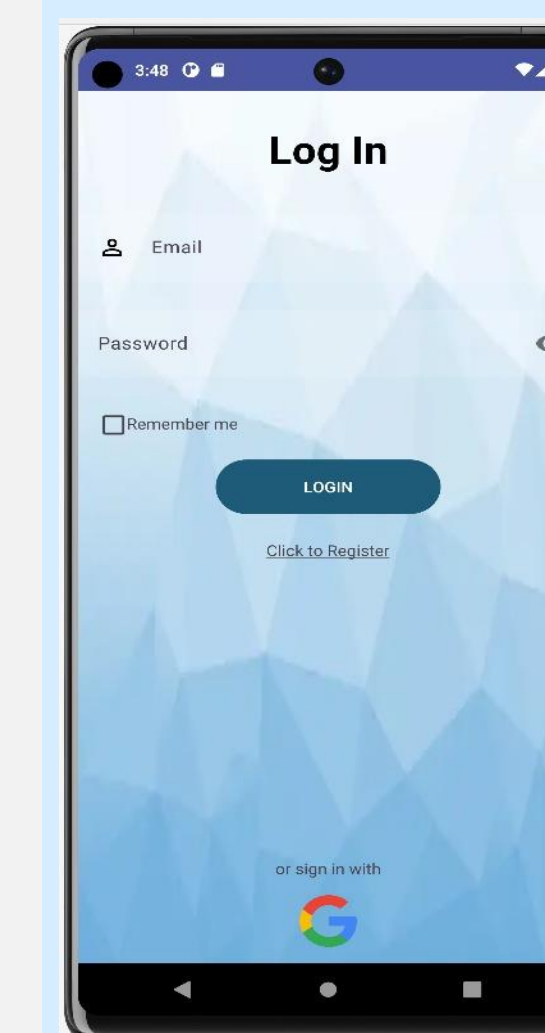 3:48
Log In
Email
Password
Remember me
LOGIN
Click to Register
or sign in with